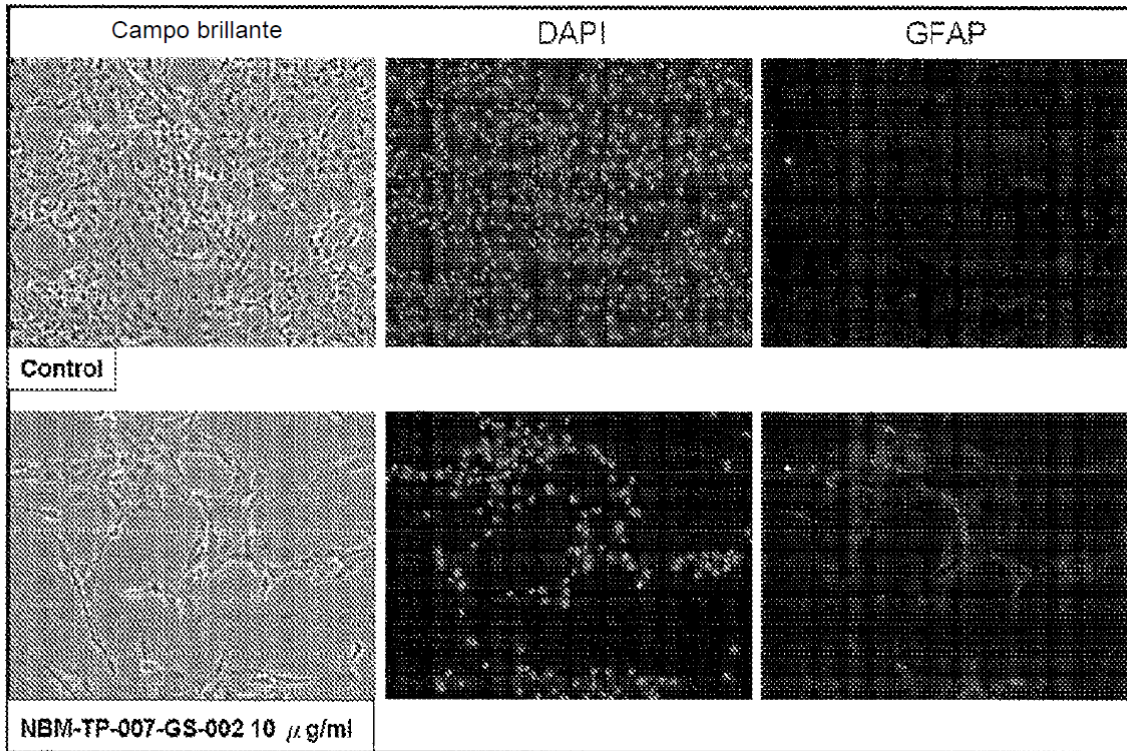 Campo brillante
DAPI
GFAP
Control
NBM-TP-007-GS-002 10 μg/ml